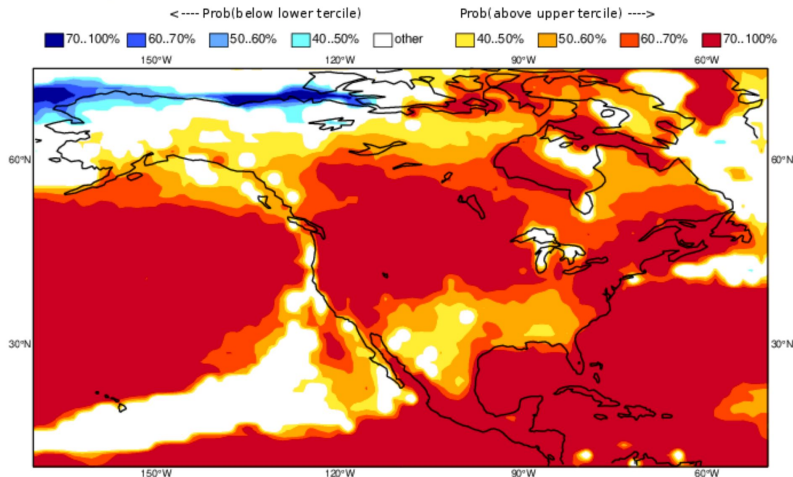 <---- Prob(below lower tercile) Prob(above upper tercile) ---->
70..100% 60..70% 50..60% 40..50% other 40..50% 50..60% 60..70% 70..100%
150°W 120°W 90°W 60°W
60°N 60°N
30°N 30°N
150°W 120°W 90°W 60°W